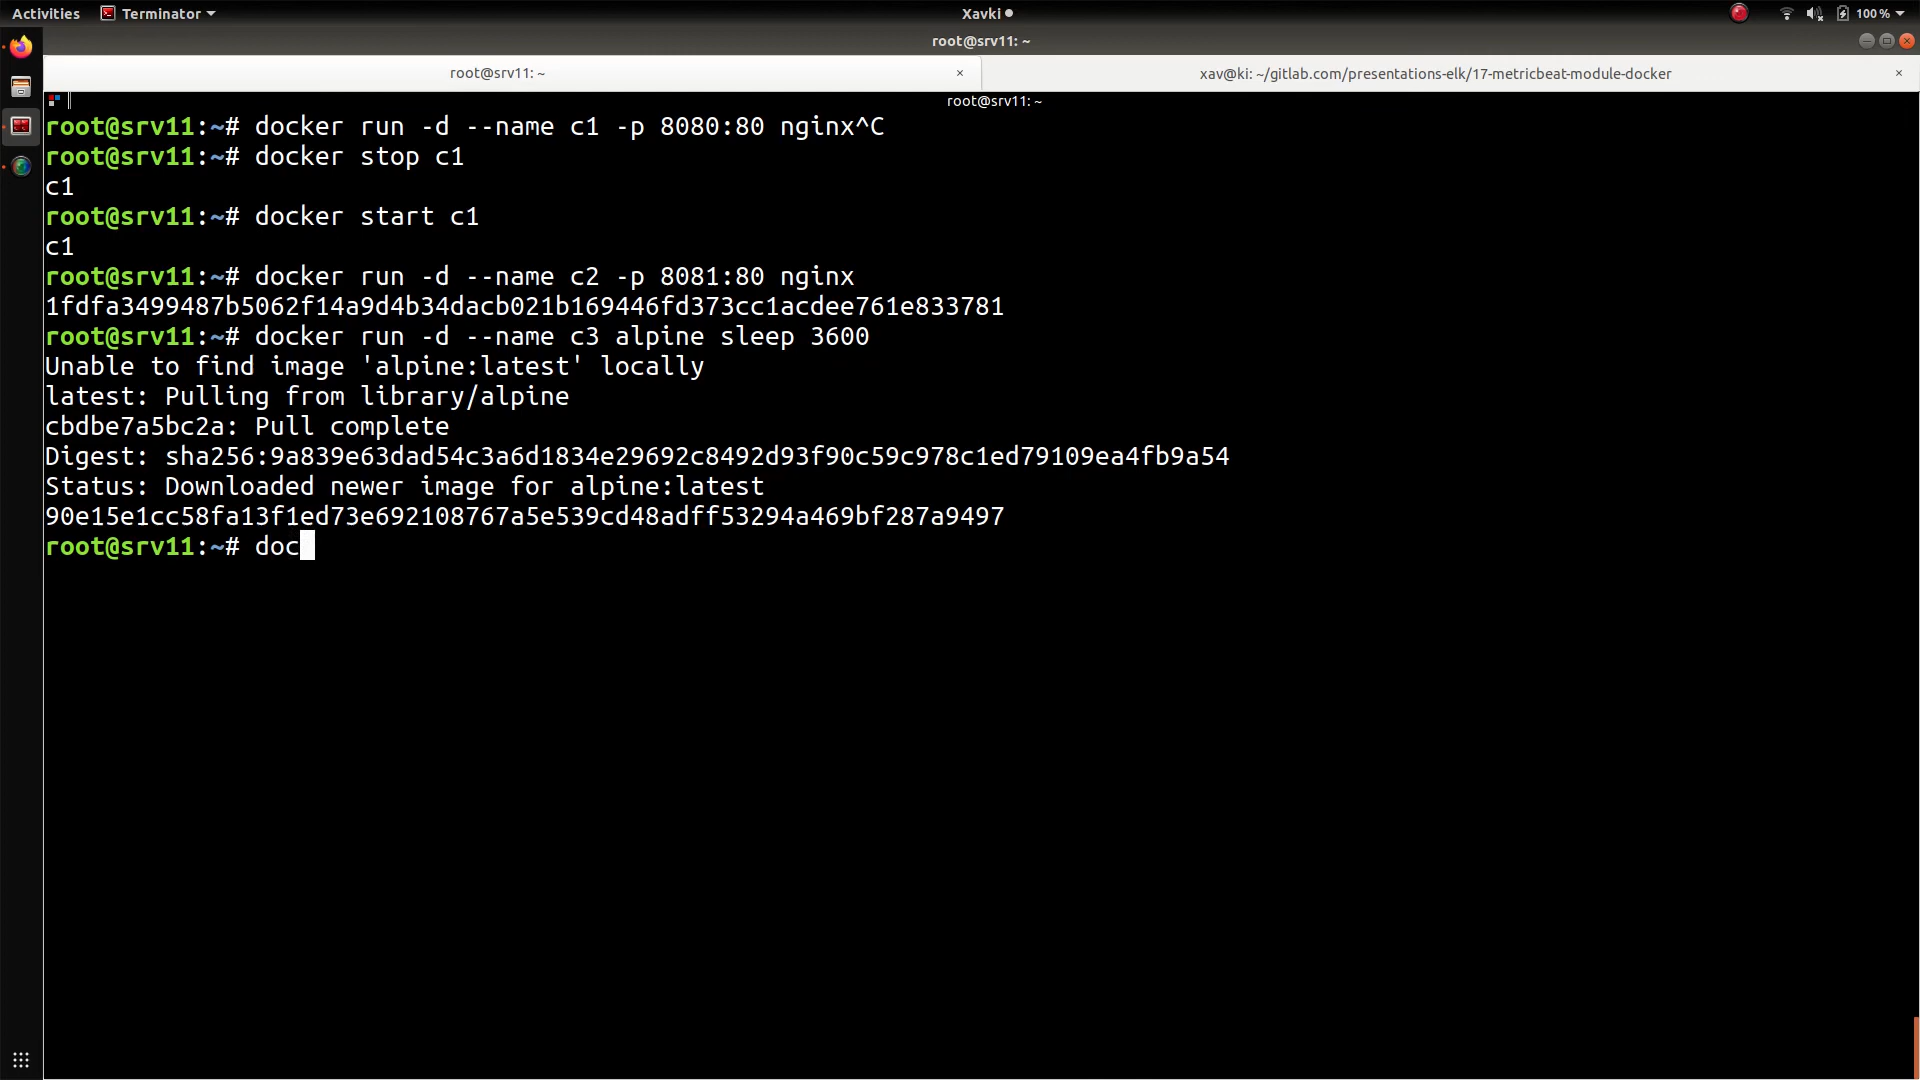 Activities Terminator Xavki 100 %
root@srv11: ~
root@srv11: ~ × xav@ki: ~/gitlab.com/presentations-elk/17-metricbeat-module-docker ×
root@srv11: ~
root@srv11:~# docker run -d --name c1 -p 8080:80 nginx^C
root@srv11:~# docker stop c1
c1
root@srv11:~# docker start c1
c1
root@srv11:~# docker run -d --name c2 -p 8081:80 nginx
1fdfa3499487b5062f14a9d4b34dacb021b169446fd373cc1acdee761e833781
root@srv11:~# docker run -d --name c3 alpine sleep 3600
Unable to find image 'alpine:latest' locally
latest: Pulling from library/alpine
cbdbe7a5bc2a: Pull complete
Digest: sha256:9a839e63dad54c3a6d1834e29692c8492d93f90c59c978c1ed79109ea4fb9a54
Status: Downloaded newer image for alpine:latest
90e15e1cc58fa13f1ed73e692108767a5e539cd48adff53294a469bf287a9497
root@srv11:~# doc